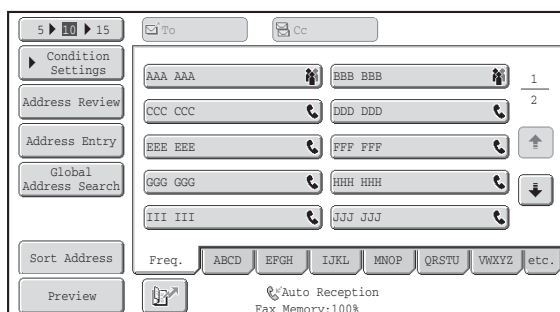 5 10 15
To
Cc
Condition
Settings
Address Review
Address Entry
Global
Address Search
Sort Address
Preview
AAA AAA
BBB BBB
CCC CCC
DDD DDD
EEE EEE
FFF FFF
GGG GGG
HHH HHH
III III
JJJ JJJ
1
2
Freq.
ABCD
EFGH
IJKL
MNOP
QRSTU
VWXYZ
etc.
Auto Reception
Fax Memory:100%